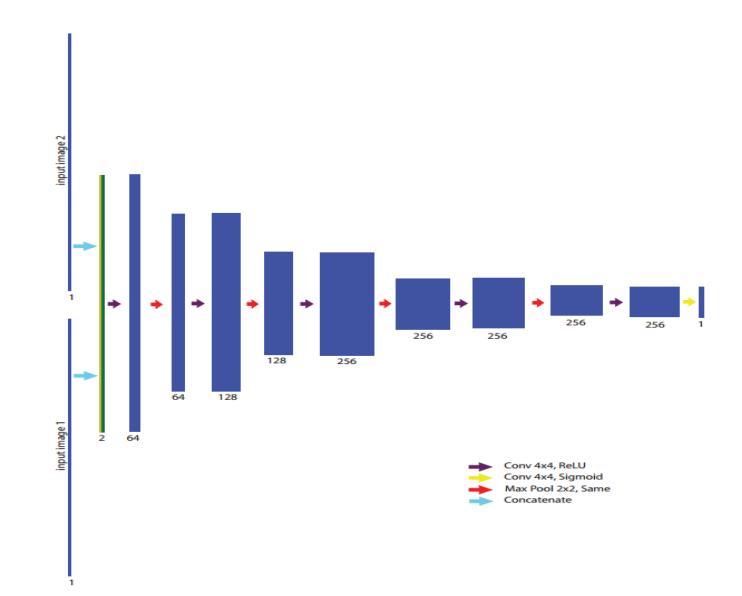 input image 2
1
input image 1
1
2
64
64
128
128
256
256
256
256
256
1
Conv 4x4, ReLU
Conv 4x4, Sigmoid
Max Pool 2x2, Same
Concatenate